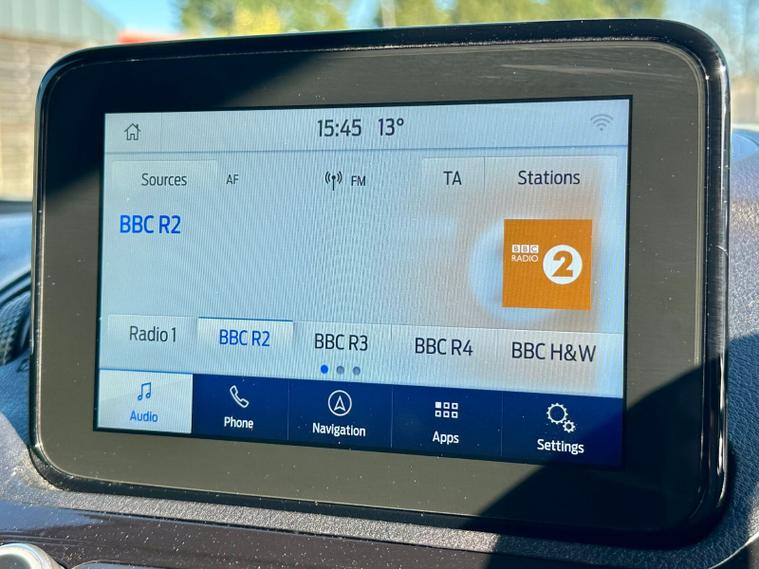 15:45 13°
Sources AF FM TA Stations
BBC R2
BBC
RADIO 2
Radio 1 BBC R2 BBC R3 BBC R4 BBC H&W
Audio Phone Navigation Apps Settings